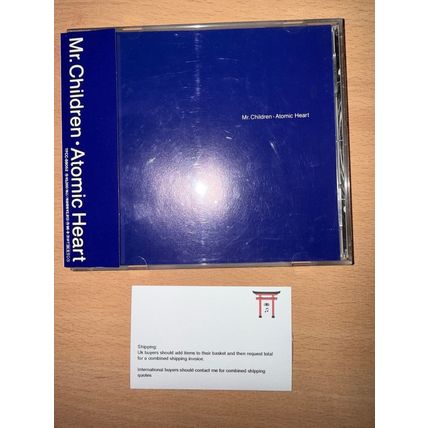 Mr. Children・Atomic Heart
Mr. Children・Atomic Heart
Shipping:
Uk buyers should add items to their basket and then request total
for a combined shipping invoice.
International buyers should contact me for combined shipping
quotes